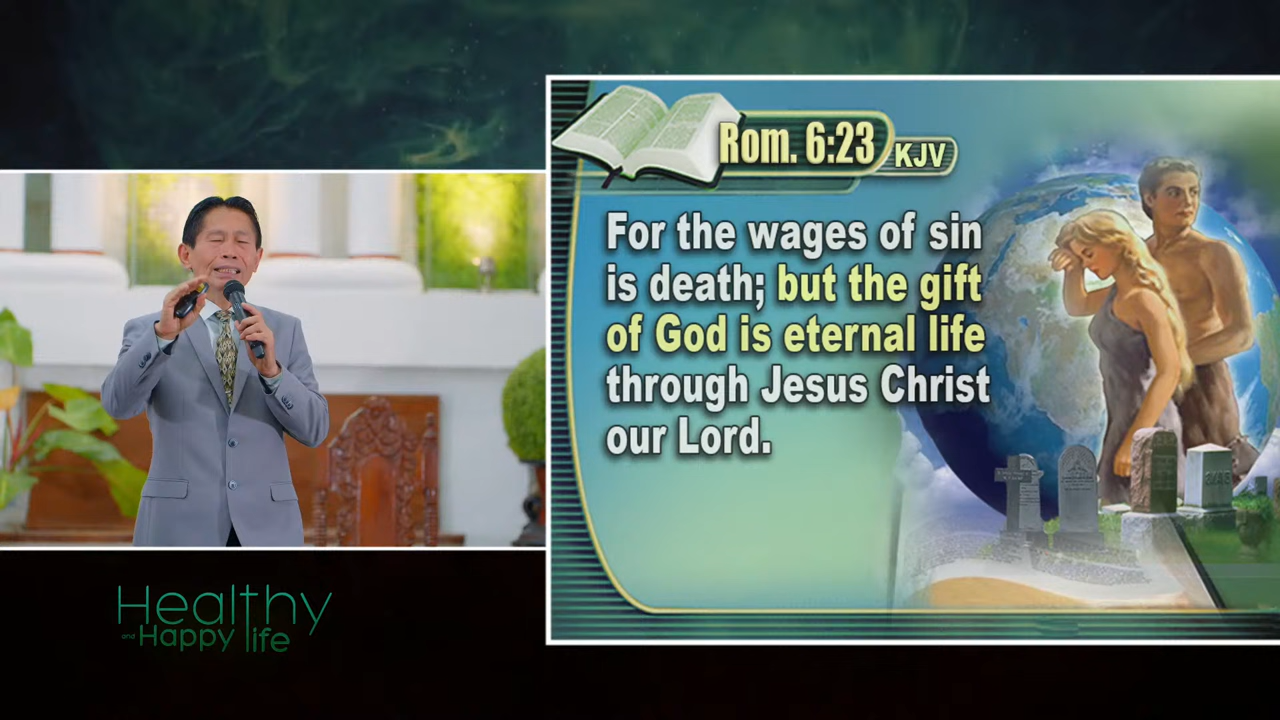 Rom. 6:23 KJV
For the wages of sin
is death; but the gift
of God is eternal life
through Jesus Christ
our Lord.
Healthy
and Happy life